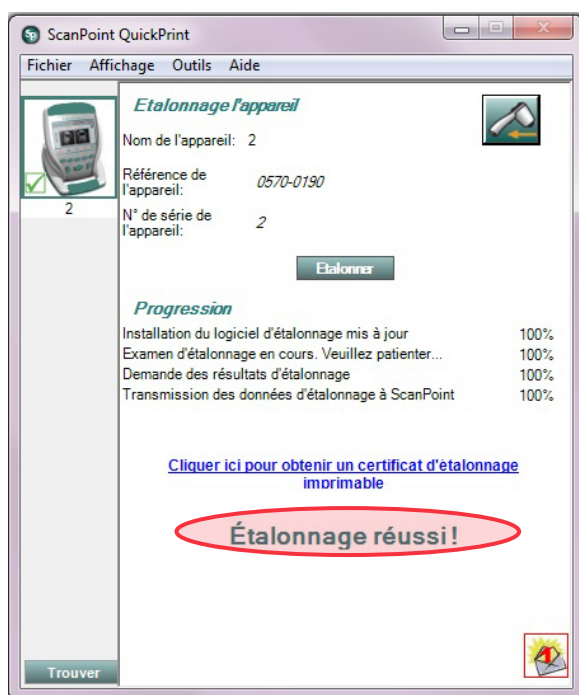 ScanPoint QuickPrint
Fichier Affichage Outils Aide
Etalonnage l'appareil
Nom de l'appareil: 2
Référence de
l'appareil: 0570-0190
N° de série de
l'appareil: 2
2
Etalonner
Progression
Installation du logiciel d'étalonnage mis à jour 100%
Examen d'étalonnage en cours. Veuillez patienter... 100%
Demande des résultats d'étalonnage 100%
Transmission des données d'étalonnage à ScanPoint 100%
Cliquer ici pour obtenir un certificat d'étalonnage
imprimable
Étalonnage réussi !
Trouver